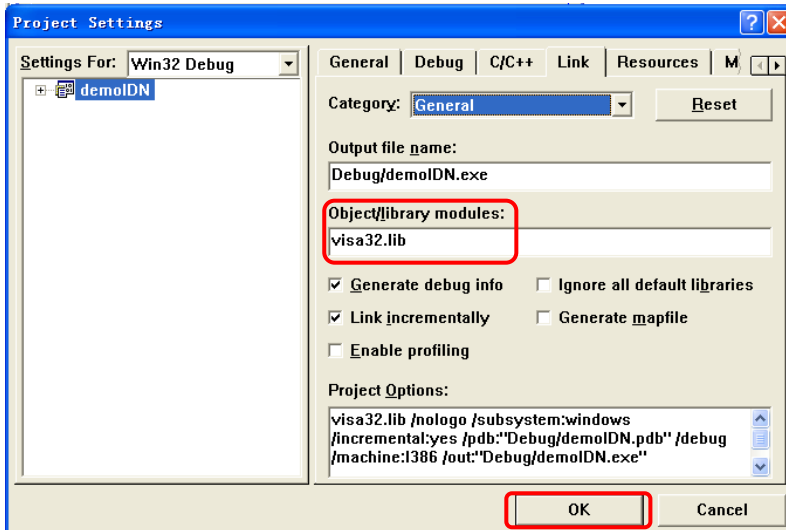 Project Settings
Settings For: Win32 Debug
demoIDN
General Debug C/C++ Link Resources M
Category: General Reset
Output file name:
Debug/demoIDN.exe
Object/library modules:
visa32.lib
Generate debug info Ignore all default libraries
Link incrementally Generate mapfile
Enable profiling
Project Options:
visa32.lib /nologo /subsystem:windows
/incremental:yes /pdb:"Debug/demoIDN.pdb" /debug
/machine:I386 /out:"Debug/demoIDN.exe"
OK Cancel